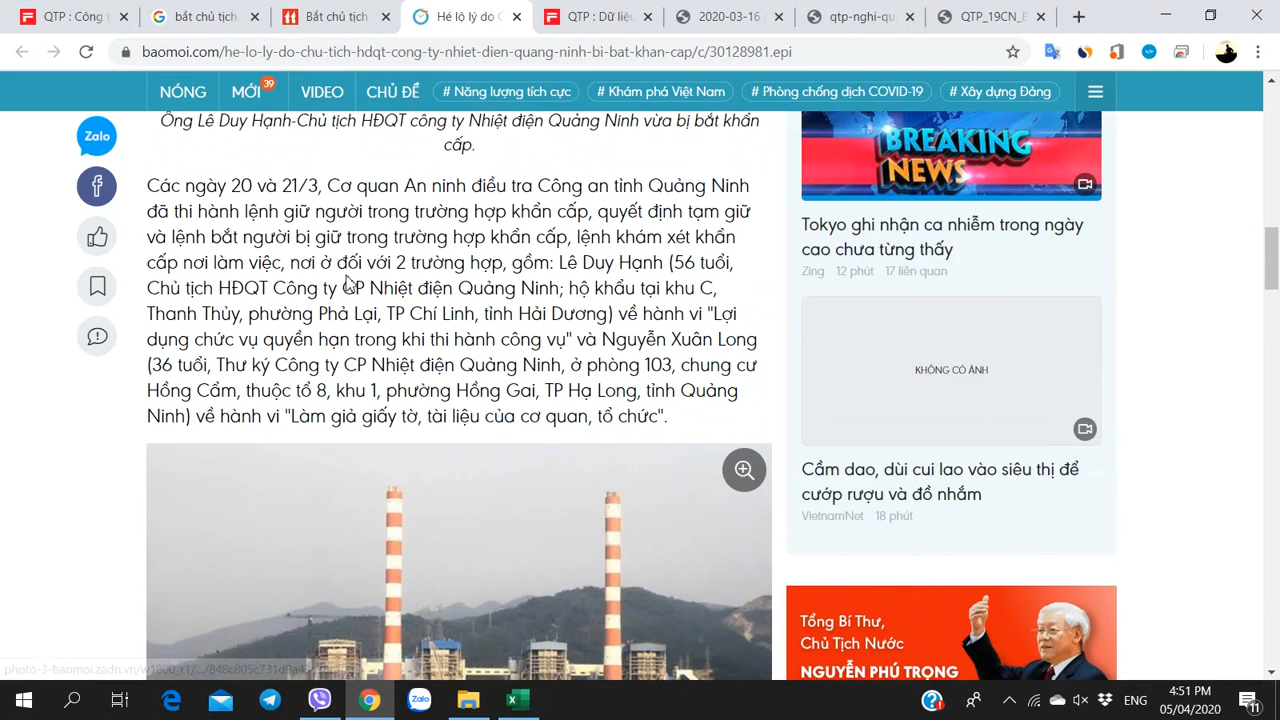 QTP : Công t
bắt chủ tịch
Bắt chủ tịch
Hé lộ lý do C
QTP : Dữ liệu
2020-03-16
qtp-nghi-qu
QTP_19CN_B
baomoi.com/he-lo-ly-do-chu-tich-hdqt-cong-ty-nhiet-dien-quang-ninh-bi-bat-khan-cap/c/30128981.epi
NÓNG
MỚI
39
VIDEO
CHỦ ĐỀ
# Năng lượng tích cực
# Khám phá Việt Nam
# Phòng chống dịch COVID-19
# Xây dựng Đảng
Zalo
Ông Lê Duy Hạnh-Chủ tịch HĐQT công ty Nhiệt điện Quảng Ninh vừa bị bắt khẩn
cấp.
Các ngày 20 và 21/3, Cơ quan An ninh điều tra Công an tỉnh Quảng Ninh
đã thi hành lệnh giữ người trong trường hợp khẩn cấp, quyết định tạm giữ
và lệnh bắt người bị giữ trong trường hợp khẩn cấp, lệnh khám xét khẩn
cấp nơi làm việc, nơi ở đối với 2 trường hợp, gồm: Lê Duy Hạnh (56 tuổi,
Chủ tịch HĐQT Công ty CP Nhiệt điện Quảng Ninh; hộ khẩu tại khu C,
Thanh Thủy, phường Phả Lại, TP Chí Linh, tỉnh Hải Dương) về hành vi "Lợi
dụng chức vụ quyền hạn trong khi thi hành công vụ" và Nguyễn Xuân Long
(36 tuổi, Thư ký Công ty CP Nhiệt điện Quảng Ninh, ở phòng 103, chung cư
Hồng Cẩm, thuộc tổ 8, khu 1, phường Hồng Gai, TP Hạ Long, tỉnh Quảng
Ninh) về hành vi "Làm giả giấy tờ, tài liệu của cơ quan, tổ chức".
BREAKING
NEWS
Tokyo ghi nhận ca nhiễm trong ngày
cao chưa từng thấy
Zing 12 phút 17 liên quan
KHÔNG CÓ ẢNH
Cầm dao, dùi cui lao vào siêu thị để
cướp rượu và đồ nhắm
VietnamNet 18 phút
Tổng Bí Thư,
Chủ Tịch Nước
NGUYỄN PHÚ TRỌNG
Zalo
ENG
4:51 PM
05/04/2020
11